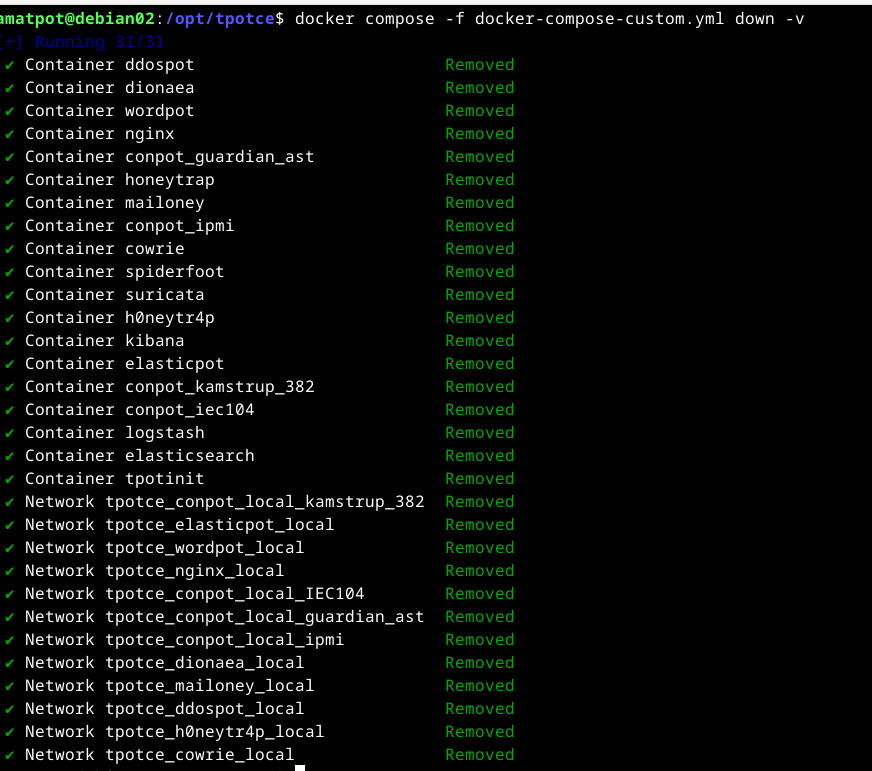 amatpot@debian02:/opt/tpotce$ docker compose -f docker-compose-custom.yml down -v
[+] Running 31/31
✔ Container ddospot Removed
✔ Container dionaea Removed
✔ Container wordpot Removed
✔ Container nginx Removed
✔ Container conpot_guardian_ast Removed
✔ Container honeytrap Removed
✔ Container mailoney Removed
✔ Container conpot_ipmi Removed
✔ Container cowrie Removed
✔ Container spiderfoot Removed
✔ Container suricata Removed
✔ Container h0neytr4p Removed
✔ Container kibana Removed
✔ Container elasticpot Removed
✔ Container conpot_kamstrup_382 Removed
✔ Container conpot_iec104 Removed
✔ Container logstash Removed
✔ Container elasticsearch Removed
✔ Container tpotinit Removed
✔ Network tpotce_conpot_local_kamstrup_382 Removed
✔ Network tpotce_elasticpot_local Removed
✔ Network tpotce_wordpot_local Removed
✔ Network tpotce_nginx_local Removed
✔ Network tpotce_conpot_local_IEC104 Removed
✔ Network tpotce_conpot_local_guardian_ast Removed
✔ Network tpotce_conpot_local_ipmi Removed
✔ Network tpotce_dionaea_local Removed
✔ Network tpotce_mailoney_local Removed
✔ Network tpotce_ddospot_local Removed
✔ Network tpotce_h0neytr4p_local Removed
✔ Network tpotce_cowrie_local Removed